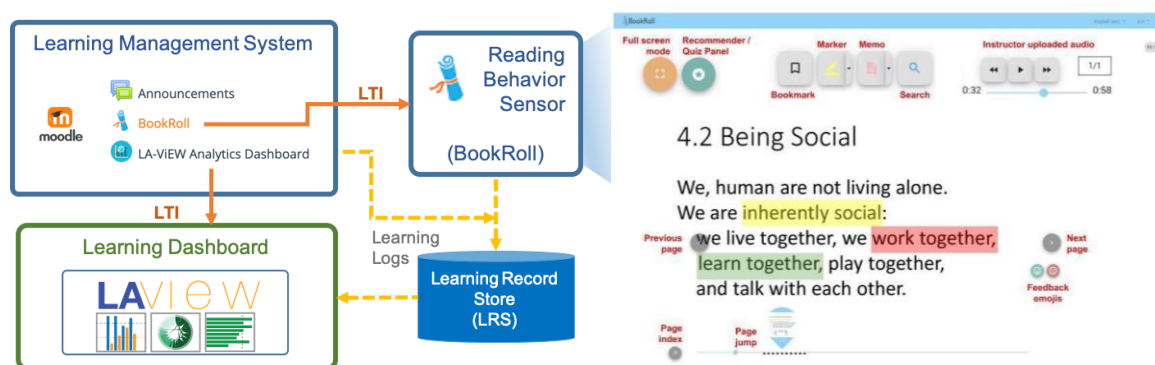 Learning Management System
Announcements
moodle
BookRoll
LA-ViEW Analytics Dashboard
LTI
Reading
Behavior
Sensor
(BookRoll)
LTI
Learning Dashboard
LAVIEW
Learning
Logs
Learning Record
Store
(LRS)
BookRoll
Full screen
mode
Recommender /
Quiz Panel
Marker
Memo
Bookmark
Search
Instructor uploaded audio
1/1
0:32
0:58
4.2 Being Social
We, human are not living alone.
We are inherently social:
we live together, we work together,
learn together, play together,
and talk with each other.
Previous
page
Next
page
Feedback
emojis
Page
index
Page
jump